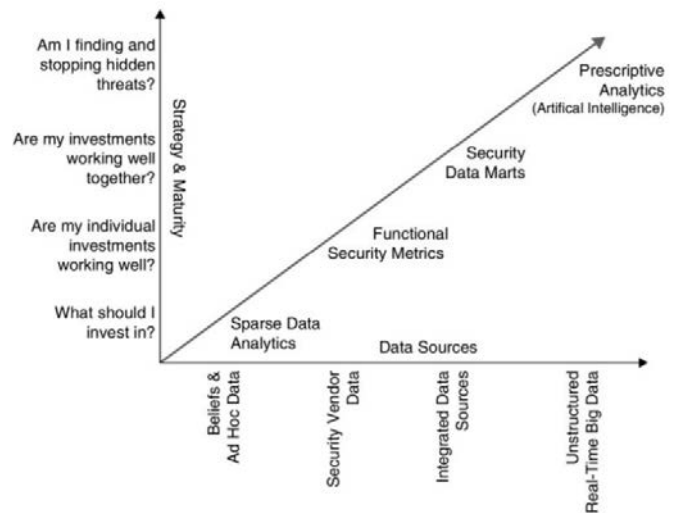 Am I finding and
stopping hidden
threats?
Are my investments
working well
together?
Are my individual
investments
working well?
What should I
invest in?
Strategy & Maturity
Prescriptive
Analytics
(Artifical Intelligence)
Security
Data Marts
Functional
Security Metrics
Sparse Data
Analytics
Data Sources
Beliefs &
Ad Hoc Data
Security Vendor
Data
Integrated Data
Sources
Unstructured
Real-Time Big Data